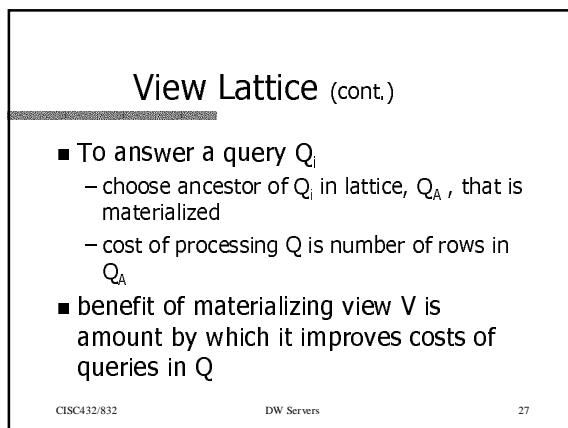 View Lattice (cont.)
■ To answer a query Qi
– choose ancestor of Qi in lattice, QA , that is
materialized
– cost of processing Q is number of rows in
QA
■ benefit of materializing view V is
amount by which it improves costs of
queries in Q
CISC432/832 DW Servers 27